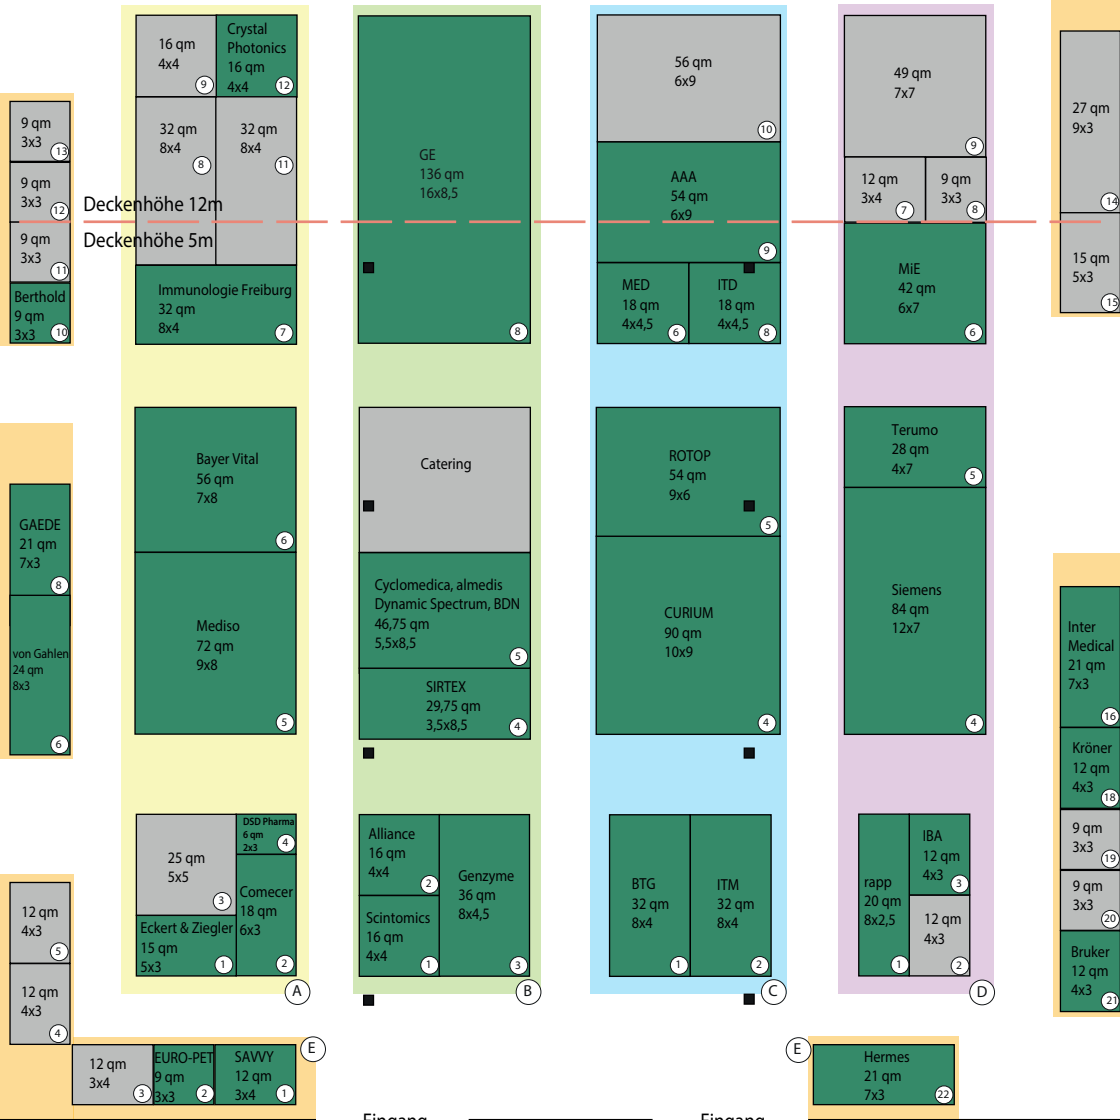 9 qm
3x3
13
9 qm
3x3
12
9 qm
3x3
11
Berthold
9 qm
3x3
10
Deckenhöhe 12m
Deckenhöhe 5m
16 qm
4x4
9
Crystal
Photonics
16 qm
4x4
12
32 qm
8x4
8
32 qm
8x4
11
Immunologie Freiburg
32 qm
8x4
7
GE
136 qm
16x8,5
8
56 qm
6x9
10
AAA
54 qm
6x9
9
MED
18 qm
4x4,5
6
ITD
18 qm
4x4,5
8
49 qm
7x7
9
12 qm
3x4
7
9 qm
3x3
8
MiE
42 qm
6x7
6
27 qm
9x3
14
15 qm
5x3
15
GAEDE
21 qm
7x3
8
von Gahlen
24 qm
8x3
6
Bayer Vital
56 qm
7x8
6
Mediso
72 qm
9x8
5
Catering
Cyclomedica, almedis
Dynamic Spectrum, BDN
46,75 qm
5,5x8,5
5
SIRTEX
29,75 qm
3,5x8,5
4
ROTOP
54 qm
9x6
5
CURIUM
90 qm
10x9
4
Terumo
28 qm
4x7
5
Siemens
84 qm
12x7
4
Inter
Medical
21 qm
7x3
16
Kröner
12 qm
4x3
18
9 qm
3x3
19
9 qm
3x3
20
Bruker
12 qm
4x3
21
12 qm
4x3
5
12 qm
4x3
4
25 qm
5x5
3
DSD Pharma
6 qm
2x3
4
Comecer
18 qm
6x3
2
Eckert & Ziegler
15 qm
5x3
1
A
Alliance
16 qm
4x4
2
Scintomics
16 qm
4x4
1
Genzyme
36 qm
8x4,5
3
B
BTG
32 qm
8x4
1
ITM
32 qm
8x4
2
C
rapp
20 qm
8x2,5
1
IBA
12 qm
4x3
3
12 qm
4x3
2
D
12 qm
3x4
3
EURO-PET
9 qm
3x3
2
SAVVY
12 qm
3x4
1
E
E
Hermes
21 qm
7x3
22
Eingang
Eingang